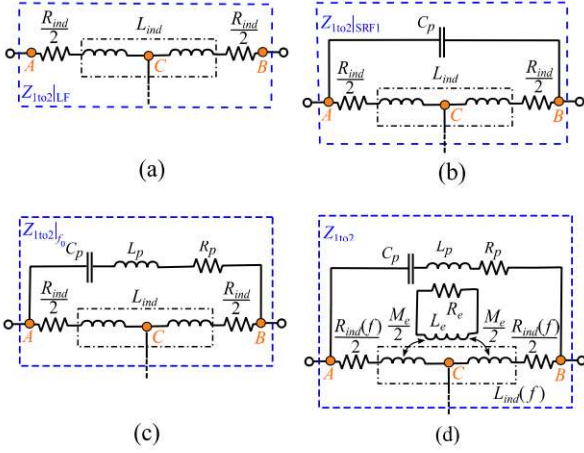 R_ind/2 L_ind R_ind/2
A C B
Z_1to2|LF
(a)
Z_1to2|SRF1 C_p
R_ind/2 L_ind R_ind/2
A C B
(b)
Z_1to2|f_0 C_p L_p R_p
R_ind/2 L_ind R_ind/2
A C B
(c)
Z_1to2
C_p L_p R_p
R_e
R_ind(f)/2 M_e/2 L_e M_e/2 R_ind(f)/2
A C B
L_ind(f)
(d)